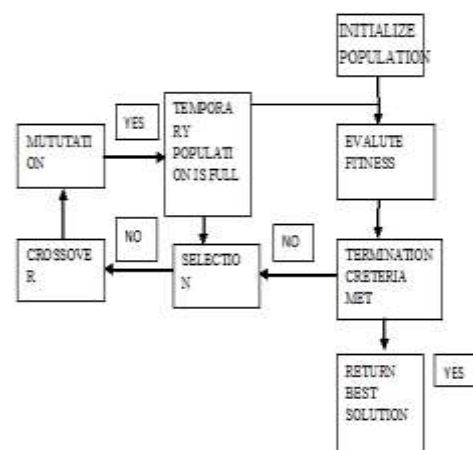 INITIALIZE
POPULATION
YES
TEMPORA
RY
POPULATI
ON IS FULL
MUTUTATI
ON
EVALUTE
FITNESS
NO
NO
CROSSOVE
R
SELECTIO
N
TERMINATION
CRETERIA
MET
RETURN
BEST
SOLUTION
YES